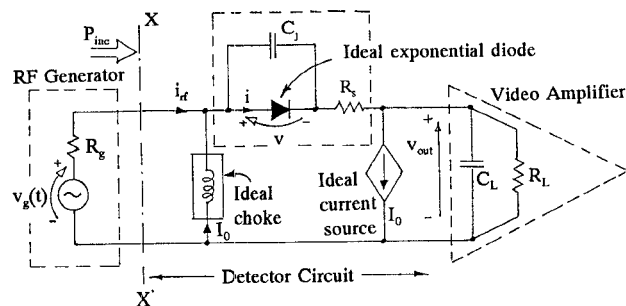 X
P_inc
C_j
Ideal exponential diode
RF Generator
i_rf
i
R_s
Video Amplifier
+
-
v
R_g
+
v_g(t)
-
+
v_out
-
Ideal choke
Ideal current source
C_L
R_L
I_0
I_0
Detector Circuit
X'